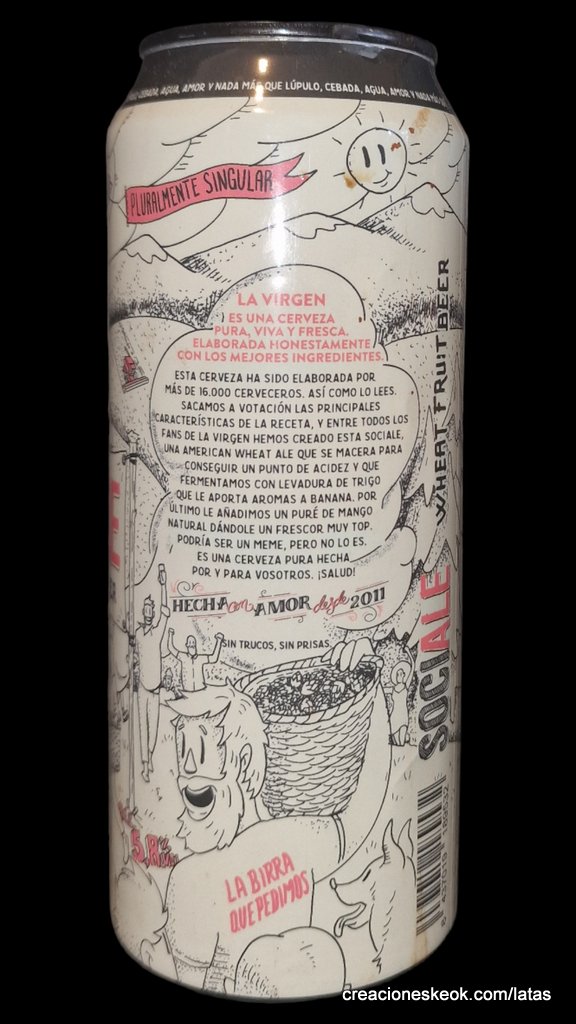 CEBADA, AGUA, AMOR Y NADA MÁS QUE LÚPULO, CEBADA, AGUA, AMOR Y NADA MÁS
PLURALMENTE SINGULAR
LA VIRGEN
ES UNA CERVEZA
PURA, VIVA Y FRESCA.
ELABORADA HONESTAMENTE
CON LOS MEJORES INGREDIENTES.
ESTA CERVEZA HA SIDO ELABORADA POR
MÁS DE 16.000 CERVECEROS. ASÍ COMO LO LEES.
SACAMOS A VOTACIÓN LAS PRINCIPALES
CARACTERÍSTICAS DE LA RECETA, Y ENTRE TODOS LOS
FANS DE LA VIRGEN HEMOS CREADO ESTA SOCIALE,
UNA AMERICAN WHEAT ALE QUE SE MACERA PARA
CONSEGUIR UN PUNTO DE ACIDEZ Y QUE
FERMENTAMOS CON LEVADURA DE TRIGO
QUE LE APORTA AROMAS A BANANA. POR
ÚLTIMO LE AÑADIMOS UN PURÉ DE MANGO
NATURAL DÁNDOLE UN FRESCOR MUY TOP.
PODRÍA SER UN MEME, PERO NO LO ES.
ES UNA CERVEZA PURA HECHA
POR Y PARA VOSOTROS. ¡SALUD!
HECHA con AMOR desde 2011
SIN TRUCOS, SIN PRISAS
WHEAT FRUIT BEER
SOCIALE
5,8%
LA BIRRA
QUE PEDIMOS
creacioneskeok.com/latas